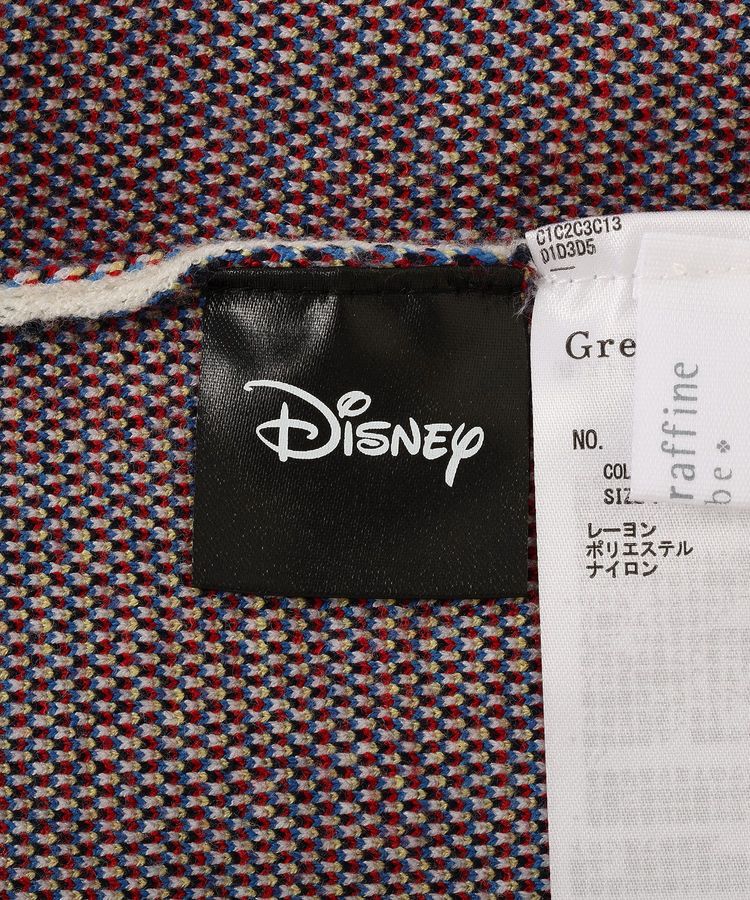 C1C2C3C13
D1D3D5
Disney
Gre
NO.
COL
SIZ
レーヨン
ポリエステル
ナイロン
raffine
be